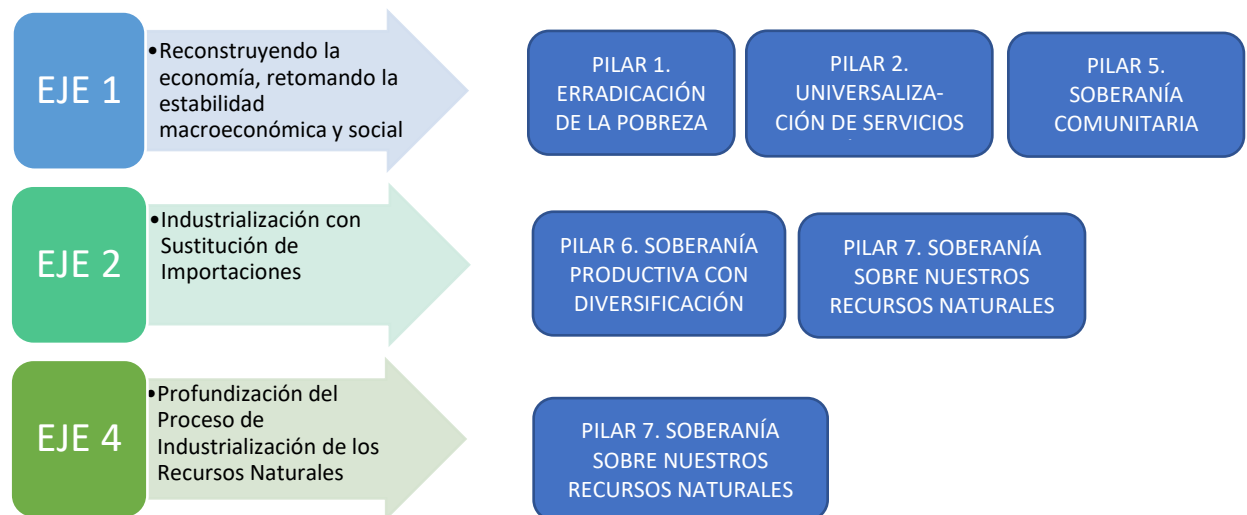 EJE 1
•Reconstruyendo la
economía, retomando la
estabilidad
macroeconómica y social
PILAR 1.
ERRADICACIÓN
DE LA POBREZA
PILAR 2.
UNIVERSALIZA-
CIÓN DE SERVICIOS
PILAR 5.
SOBERANÍA
COMUNITARIA
EJE 2
•Industrialización con
Sustitución de
Importaciones
PILAR 6. SOBERANÍA
PRODUCTIVA CON
DIVERSIFICACIÓN
PILAR 7. SOBERANÍA
SOBRE NUESTROS
RECURSOS NATURALES
EJE 4
•Profundización del
Proceso de
Industrialización de los
Recursos Naturales
PILAR 7. SOBERANÍA
SOBRE NUESTROS
RECURSOS NATURALES